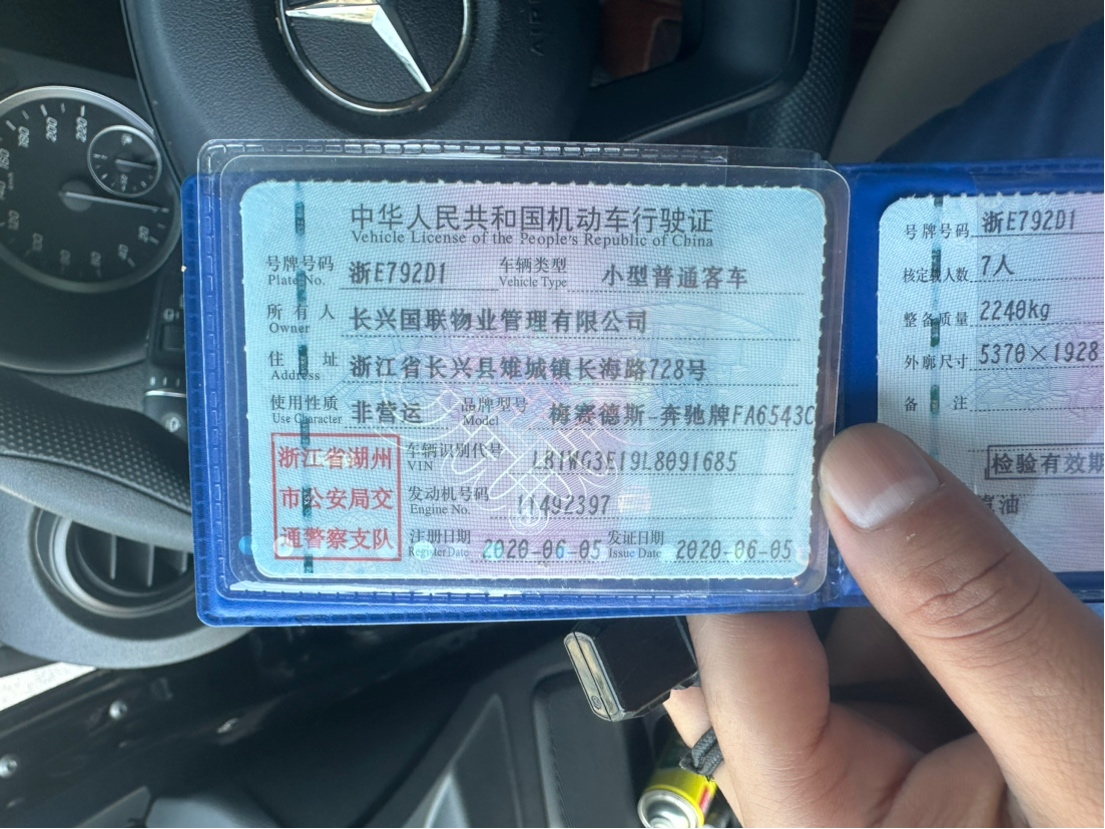 中华人民共和国机动车行驶证
Vehicle License of the People's Republic of China
号牌号码 浙E792D1 车辆类型 小型普通客车
Plate No. Vehicle Type
所有人 长兴国联物业管理有限公司
Owner
住址 浙江省长兴县雉城镇长海路728号
Address
使用性质 非营运 品牌型号 梅赛德斯-奔驰牌FA6543C
Use Character Model
浙江省湖州
市公安局交
通警察支队
车辆识别代号 LB1WG3E19L8091685
VIN
发动机号码 11492397
Engine No.
注册日期 2020-06-05 发证日期 2020-06-05
Register Date Issue Date
号牌号码 浙E792D1
核定载人数 7人
整备质量 2240kg
外廓尺寸 5370×1928
备注
检验有效期
汽油